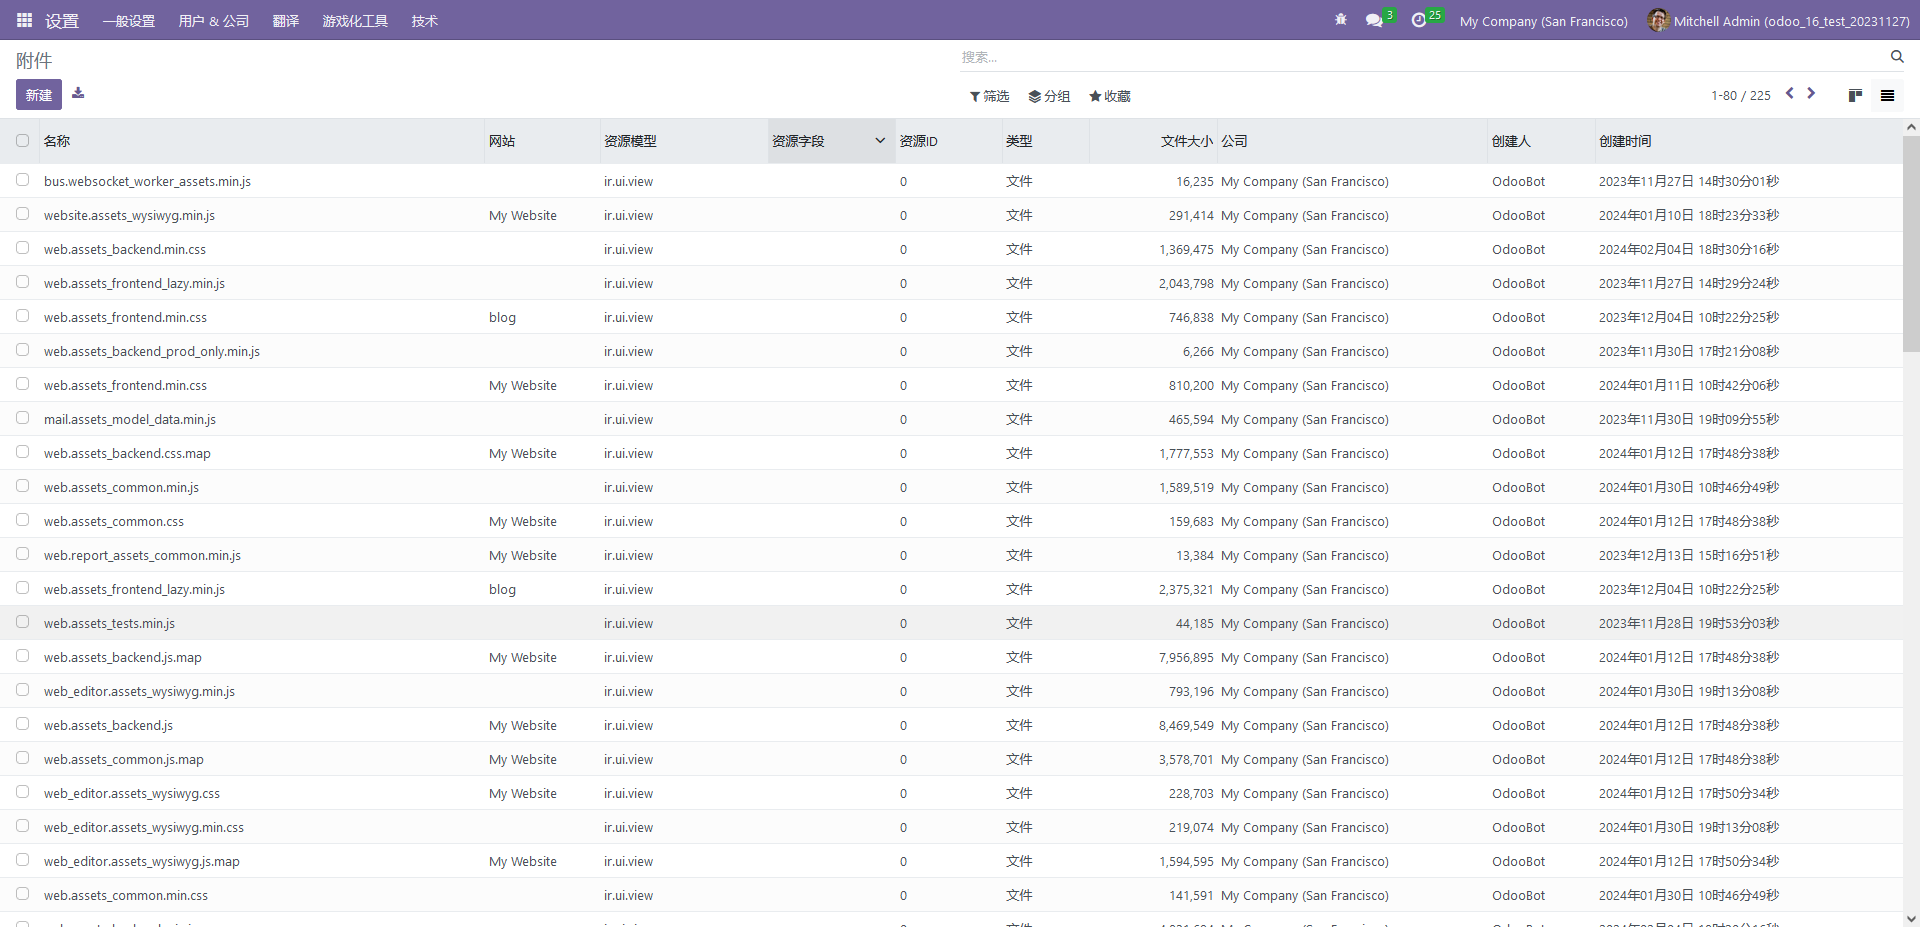 设置 一般设置 用户 & 公司 翻译 游戏化工具 技术 3 25 My Company (San Francisco) Mitchell Admin (odoo_16_test_20231127)
附件 搜索...
新建 筛选 分组 收藏 1-80 / 225
名称 网站 资源模型 资源字段 资源ID 类型 文件大小 公司 创建人 创建时间
bus.websocket_worker_assets.min.js ir.ui.view 0 文件 16,235 My Company (San Francisco) OdooBot 2023年11月27日 14时30分01秒
website.assets_wysiwyg.min.js My Website ir.ui.view 0 文件 291,414 My Company (San Francisco) OdooBot 2024年01月10日 18时23分33秒
web.assets_backend.min.css ir.ui.view 0 文件 1,369,475 My Company (San Francisco) OdooBot 2024年02月04日 18时30分16秒
web.assets_frontend_lazy.min.js ir.ui.view 0 文件 2,043,798 My Company (San Francisco) OdooBot 2023年11月27日 14时29分24秒
web.assets_frontend.min.css blog ir.ui.view 0 文件 746,838 My Company (San Francisco) OdooBot 2023年12月04日 10时22分25秒
web.assets_backend_prod_only.min.js ir.ui.view 0 文件 6,266 My Company (San Francisco) OdooBot 2023年11月30日 17时21分08秒
web.assets_frontend.min.css My Website ir.ui.view 0 文件 810,200 My Company (San Francisco) OdooBot 2024年01月11日 10时42分06秒
mail.assets_model_data.min.js ir.ui.view 0 文件 465,594 My Company (San Francisco) OdooBot 2023年11月30日 19时09分55秒
web.assets_backend.css.map My Website ir.ui.view 0 文件 1,777,553 My Company (San Francisco) OdooBot 2024年01月12日 17时48分38秒
web.assets_common.min.js ir.ui.view 0 文件 1,589,519 My Company (San Francisco) OdooBot 2024年01月30日 10时46分49秒
web.assets_common.css My Website ir.ui.view 0 文件 159,683 My Company (San Francisco) OdooBot 2024年01月12日 17时48分38秒
web.report_assets_common.min.js My Website ir.ui.view 0 文件 13,384 My Company (San Francisco) OdooBot 2023年12月13日 15时16分51秒
web.assets_frontend_lazy.min.js blog ir.ui.view 0 文件 2,375,321 My Company (San Francisco) OdooBot 2023年12月04日 10时22分25秒
web.assets_tests.min.js ir.ui.view 0 文件 44,185 My Company (San Francisco) OdooBot 2023年11月28日 19时53分03秒
web.assets_backend.js.map My Website ir.ui.view 0 文件 7,956,895 My Company (San Francisco) OdooBot 2024年01月12日 17时48分38秒
web_editor.assets_wysiwyg.min.js ir.ui.view 0 文件 793,196 My Company (San Francisco) OdooBot 2024年01月30日 19时13分08秒
web.assets_backend.js My Website ir.ui.view 0 文件 8,469,549 My Company (San Francisco) OdooBot 2024年01月12日 17时48分38秒
web.assets_common.js.map My Website ir.ui.view 0 文件 3,578,701 My Company (San Francisco) OdooBot 2024年01月12日 17时48分38秒
web_editor.assets_wysiwyg.css My Website ir.ui.view 0 文件 228,703 My Company (San Francisco) OdooBot 2024年01月12日 17时50分34秒
web_editor.assets_wysiwyg.min.css ir.ui.view 0 文件 219,074 My Company (San Francisco) OdooBot 2024年01月30日 19时13分08秒
web_editor.assets_wysiwyg.js.map My Website ir.ui.view 0 文件 1,594,595 My Company (San Francisco) OdooBot 2024年01月12日 17时50分34秒
web.assets_common.min.css ir.ui.view 0 文件 141,591 My Company (San Francisco) OdooBot 2024年01月30日 10时46分49秒